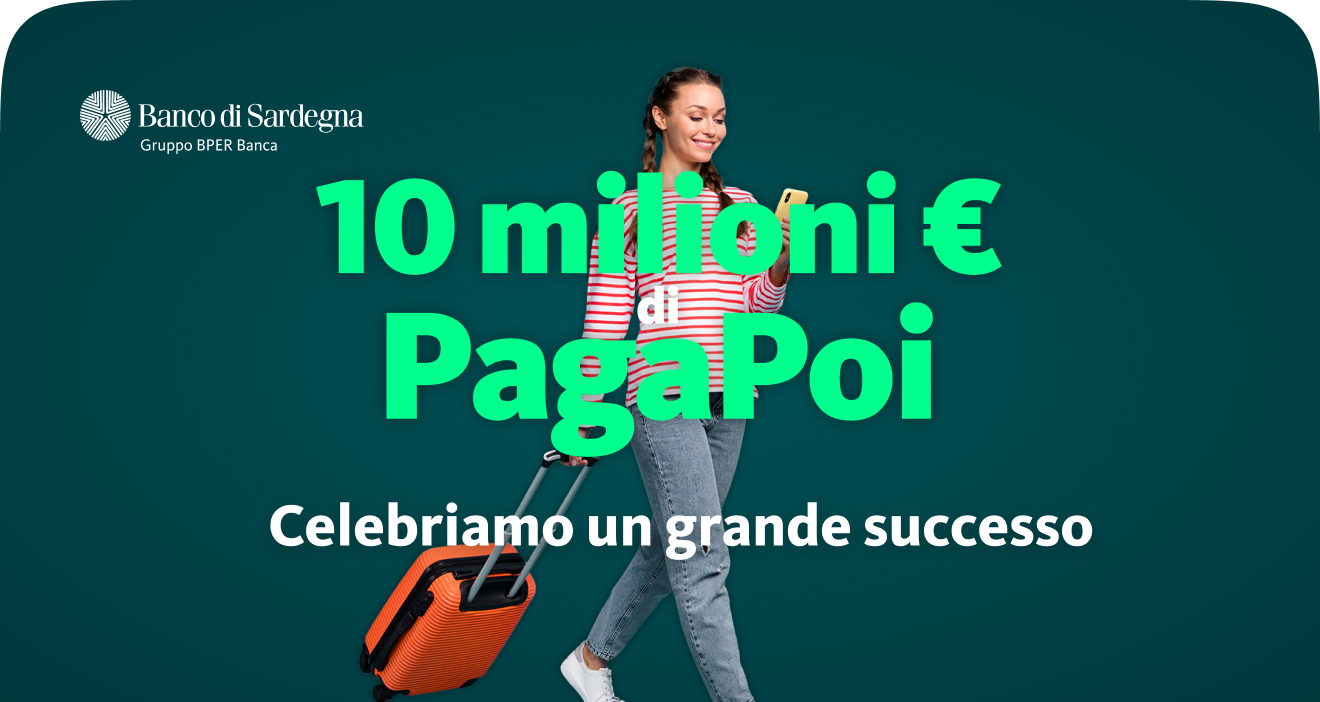 Banco di Sardegna
Gruppo BPER Banca
10 milioni €
di
PagaPoi
Celebriamo un grande successo